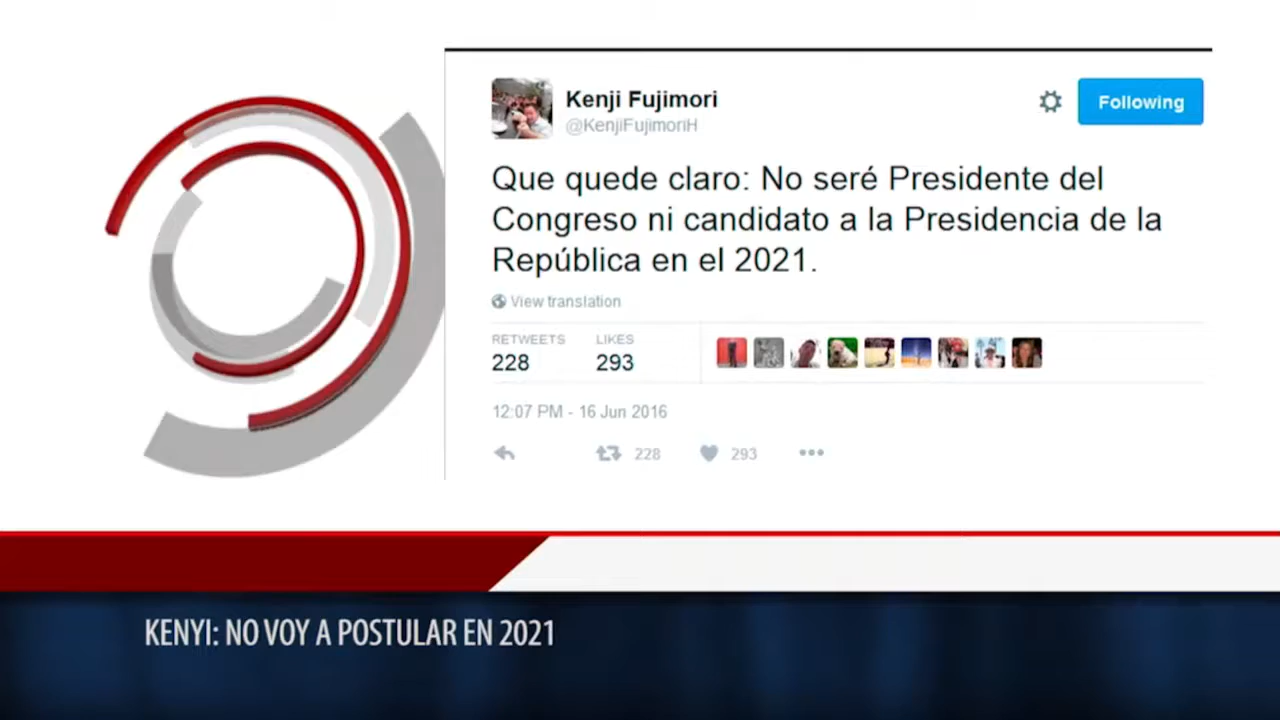 Kenji Fujimori
@KenjiFujimoriH
Following
Que quede claro: No seré Presidente del
Congreso ni candidato a la Presidencia de la
República en el 2021.
View translation
RETWEETS LIKES
228 293
12:07 PM - 16 Jun 2016
228 293
KENYI: NO VOY A POSTULAR EN 2021